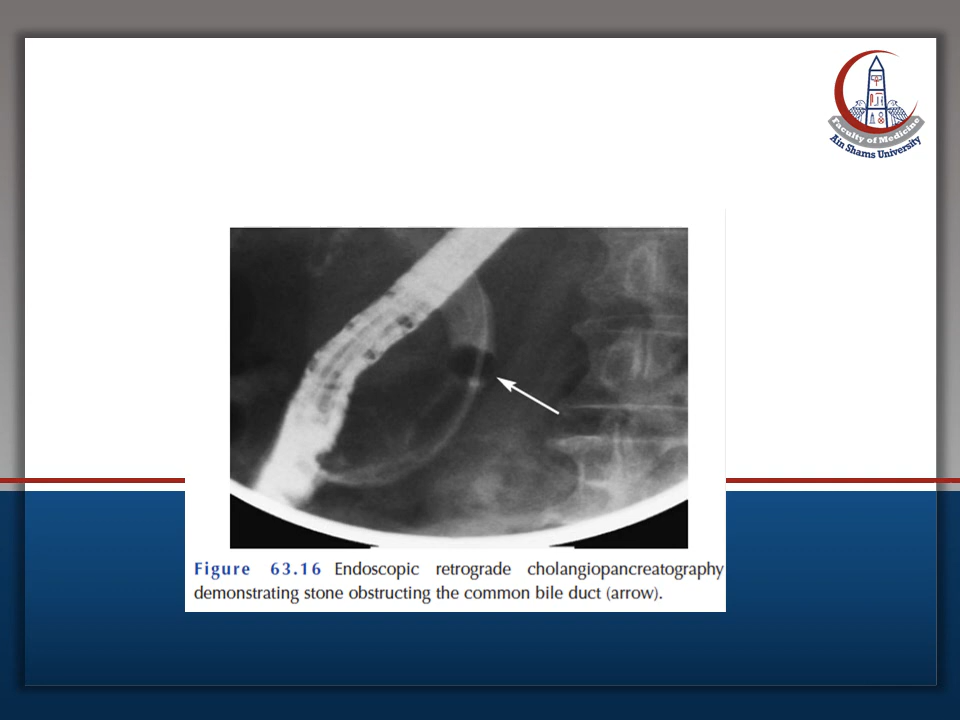 Faculty of Medicine
Ain Shams University
Figure 63.16 Endoscopic retrograde cholangiopancreatography
demonstrating stone obstructing the common bile duct (arrow).